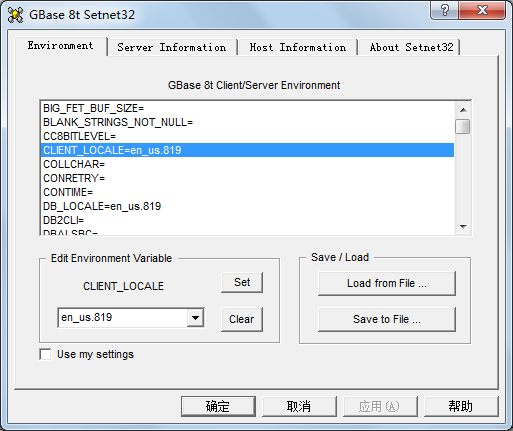 GBase 8t Setnet32
Environment
Server Information
Host Information
About Setnet32
GBase 8t Client/Server Environment
BIG_FET_BUF_SIZE=
BLANK_STRINGS_NOT_NULL=
CC8BITLEVEL=
CLIENT_LOCALE=en_us.819
COLLCHAR=
CONRETRY=
CONTIME=
DB_LOCALE=en_us.819
DB2CLI=
DBALSBC=
Edit Environment Variable
CLIENT_LOCALE
Set
en_us.819
Clear
Use my settings
Save / Load
Load from File ...
Save to File ...
确定
取消
应用(A)
帮助